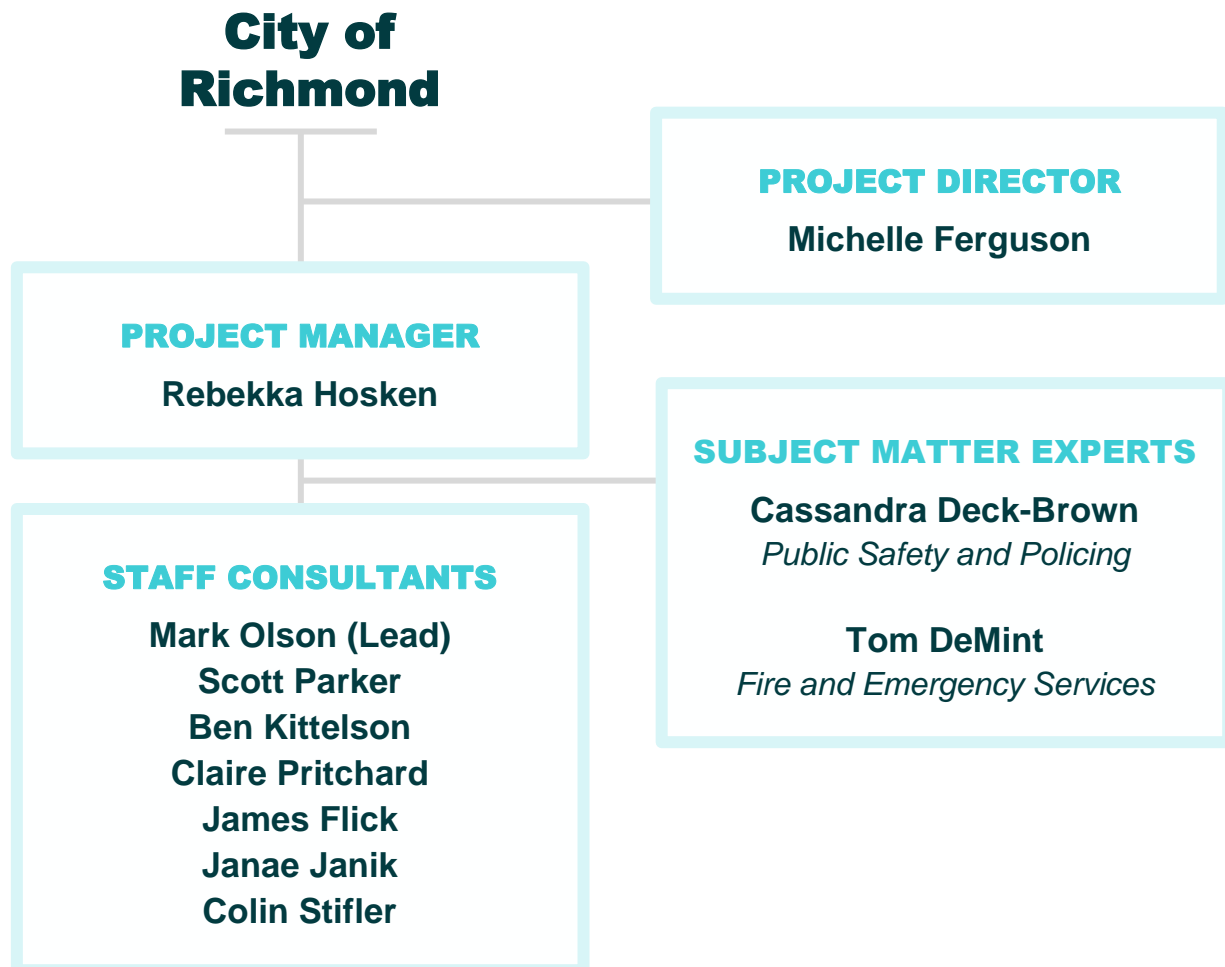 City of
Richmond
PROJECT DIRECTOR
Michelle Ferguson
PROJECT MANAGER
Rebekka Hosken
SUBJECT MATTER EXPERTS
Cassandra Deck-Brown
Public Safety and Policing
Tom DeMint
Fire and Emergency Services
STAFF CONSULTANTS
Mark Olson (Lead)
Scott Parker
Ben Kittelson
Claire Pritchard
James Flick
Janae Janik
Colin Stifler